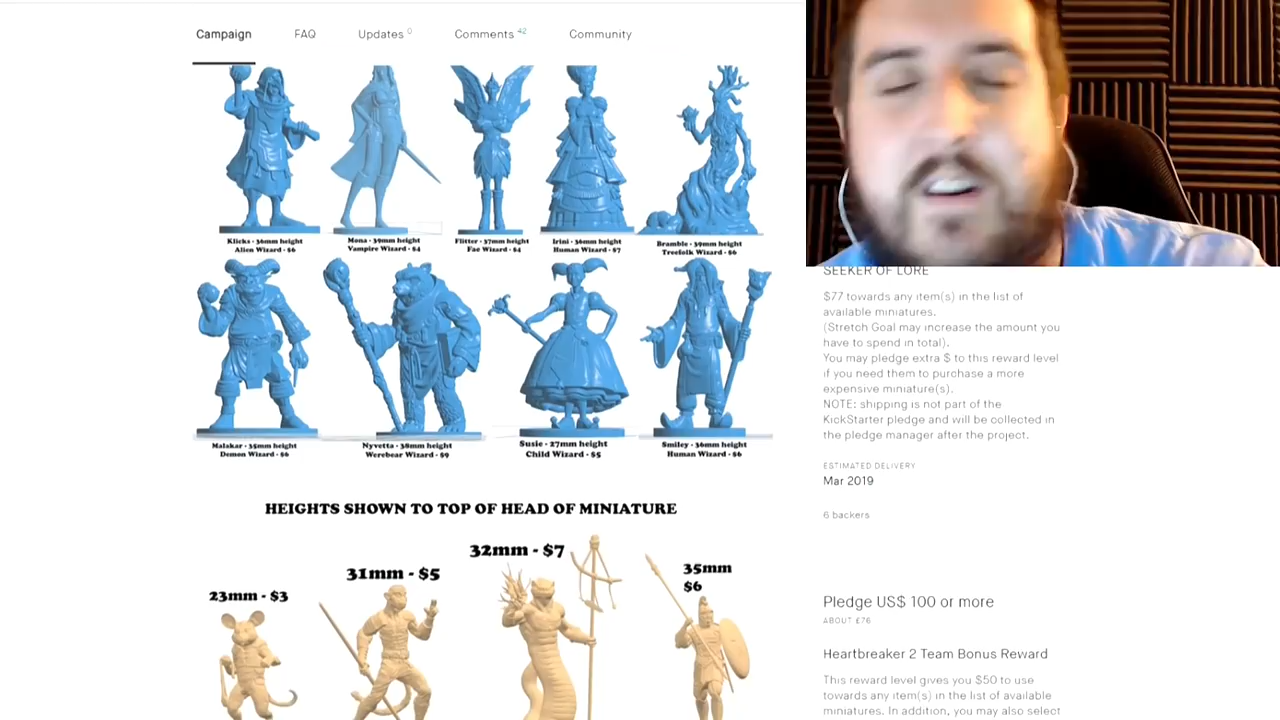 Campaign FAQ Updates 0 Comments 42 Community
Klicks - 36mm height
Alien Wizard - $6
Mona - 39mm height
Vampire Wizard - $4
Flitter - 37mm height
Fae Wizard - $4
Irini - 36mm height
Human Wizard - $7
Bramble - 39mm height
Treefolk Wizard - $6
Malakar - 35mm height
Demon Wizard - $6
Nyvetta - 38mm height
Werebear Wizard - $9
Susie - 27mm height
Child Wizard - $5
Smiley - 36mm height
Human Wizard - $6
HEIGHTS SHOWN TO TOP OF HEAD OF MINIATURE
23mm - $3
31mm - $5
32mm - $7
35mm
$6
SEEKER OF LORE
$77 towards any item(s) in the list of
available miniatures.
(Stretch Goal may increase the amount you
have to spend in total).
You may pledge extra $ to this reward level
if you need them to purchase a more
expensive miniature(s).
NOTE: shipping is not part of the
KickStarter pledge and will be collected in
the pledge manager after the project.
ESTIMATED DELIVERY
Mar 2019
6 backers
Pledge US$ 100 or more
ABOUT £76
Heartbreaker 2 Team Bonus Reward
This reward level gives you $50 to use
towards any item(s) in the list of available
miniatures. In addition, you may also select